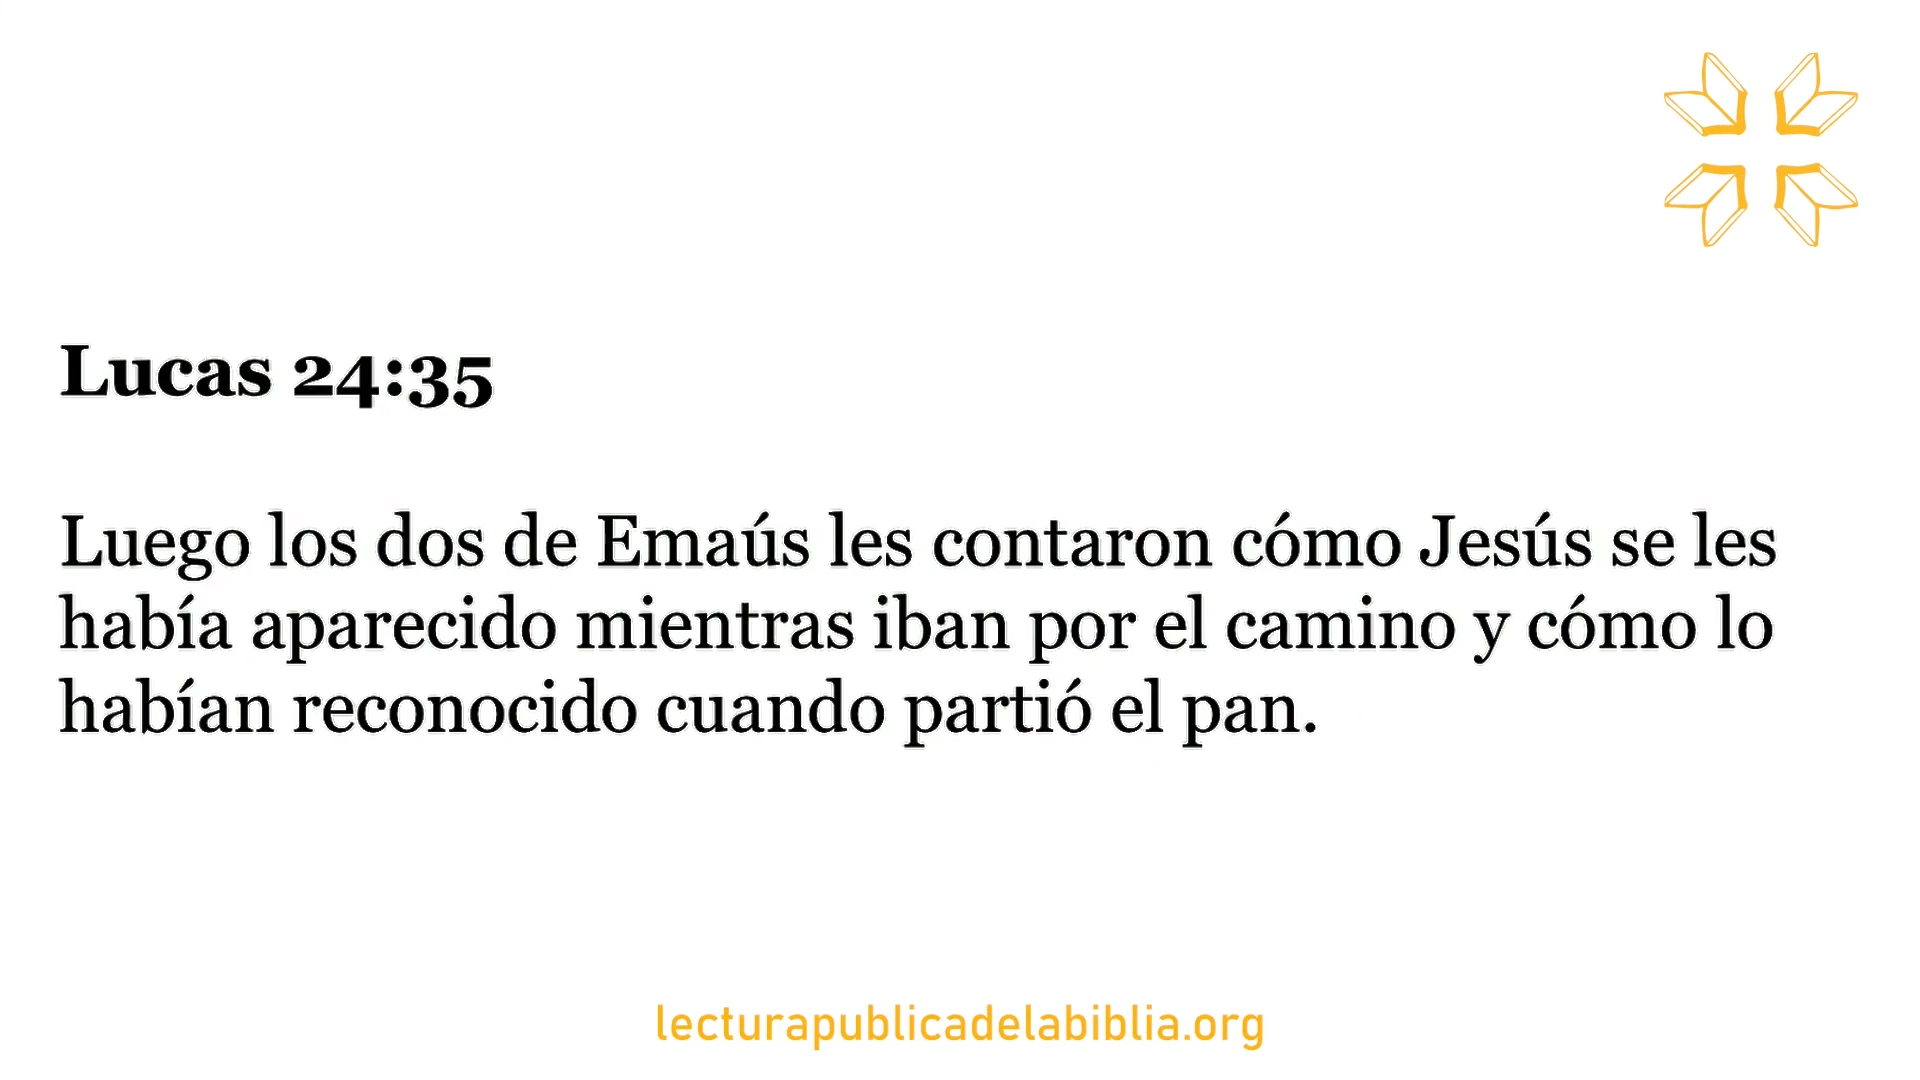 Lucas 24:35
Luego los dos de Emaús les contaron cómo Jesús se les
había aparecido mientras iban por el camino y cómo lo
habían reconocido cuando partió el pan.
lecturapublicadelabiblia.org